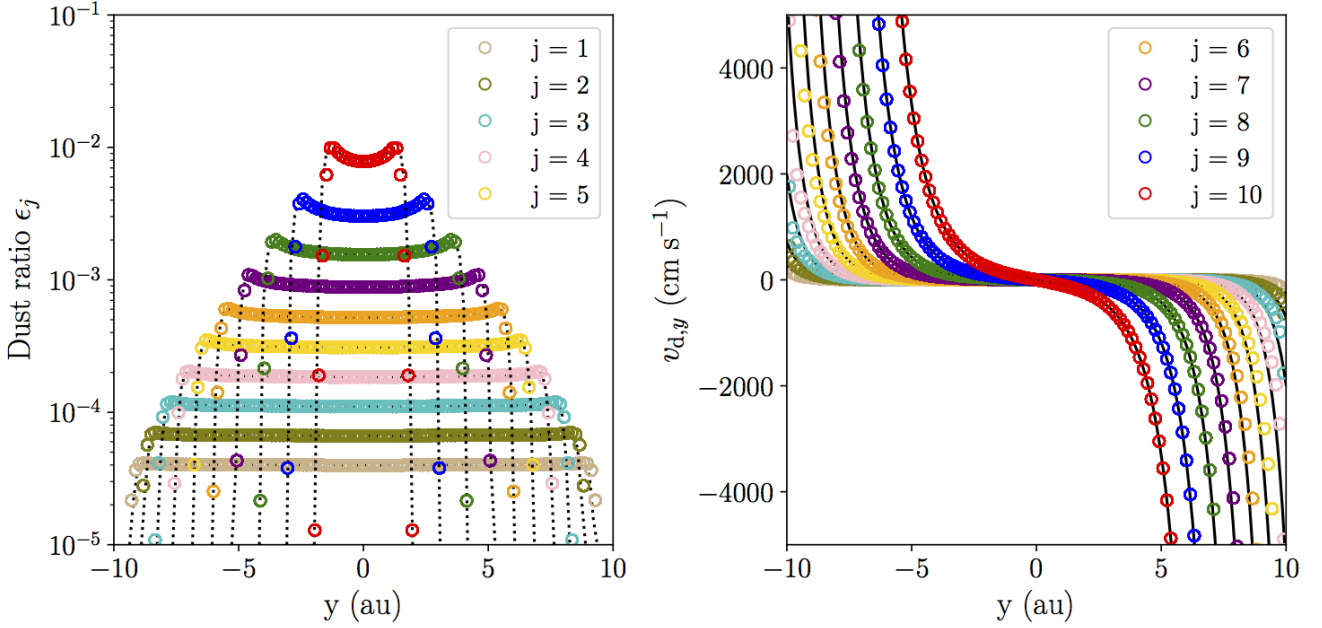 10⁻¹
10⁻²
10⁻³
10⁻⁴
10⁻⁵
Dust ratio ϵⱼ
−10 −5 0 5 10
y (au)
j = 1
j = 2
j = 3
j = 4
j = 5
4000
2000
0
−2000
−4000
v_{d,y} (cm s⁻¹)
−10 −5 0 5 10
y (au)
j = 6
j = 7
j = 8
j = 9
j = 10